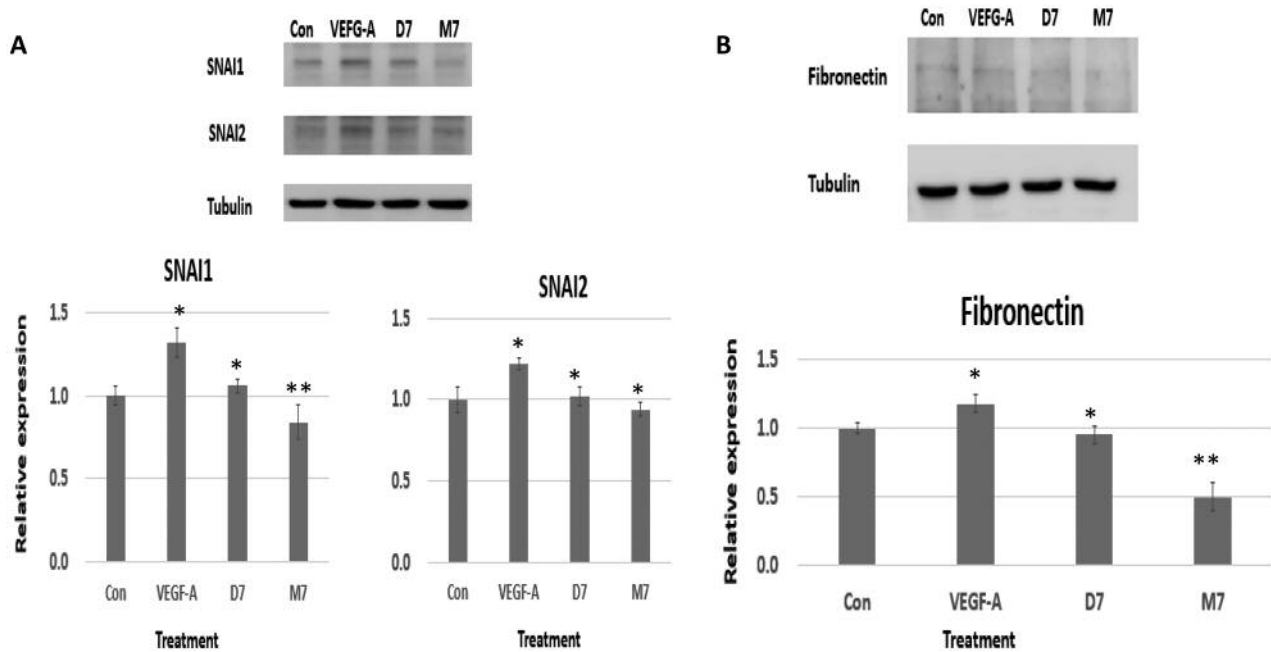 A
Con VEFG-A D7 M7
SNAI1
SNAI2
Tubulin
SNAI1
Relative expression
1.5
1.0
0.5
0.0
*
*
**
Con VEGF-A D7 M7
Treatment
SNAI2
1.5
1.0
0.5
0.0
*
*
*
Con VEGF-A D7 M7
B
Con VEFG-A D7 M7
Fibronectin
Tubulin
Fibronectin
Relative expression
1.5
1.0
0.5
0.0
*
*
**
Con VEGF-A D7 M7
Treatment